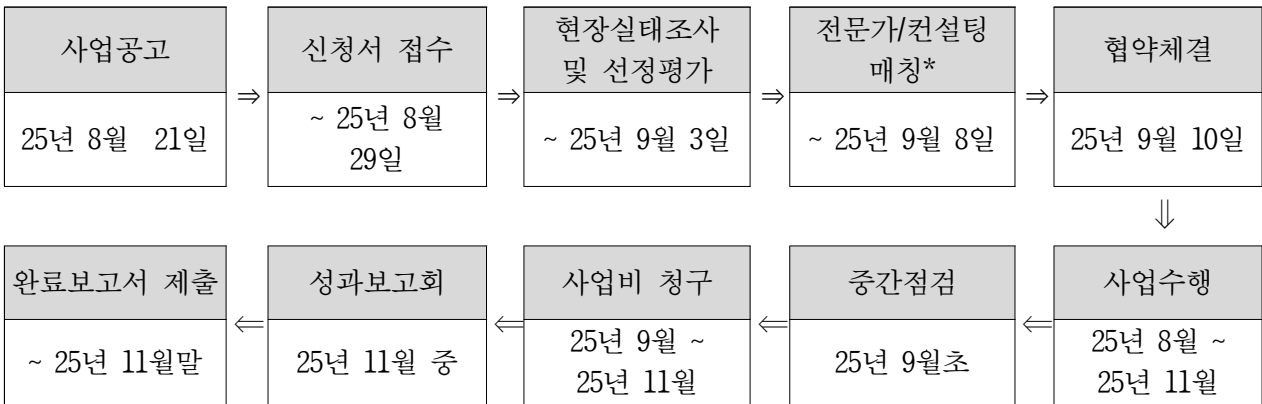 사업공고
25년 8월 21일
⇒
신청서 접수
~ 25년 8월
29일
⇒
현장실태조사
및 선정평가
~ 25년 9월 3일
⇒
전문가/컨설팅
매칭*
~ 25년 9월 8일
⇒
협약체결
25년 9월 10일
⇓
완료보고서 제출
~ 25년 11월말
⇐
성과보고회
25년 11월 중
⇐
사업비 청구
25년 9월 ~
25년 11월
⇐
중간점검
25년 9월초
⇐
사업수행
25년 8월 ~
25년 11월